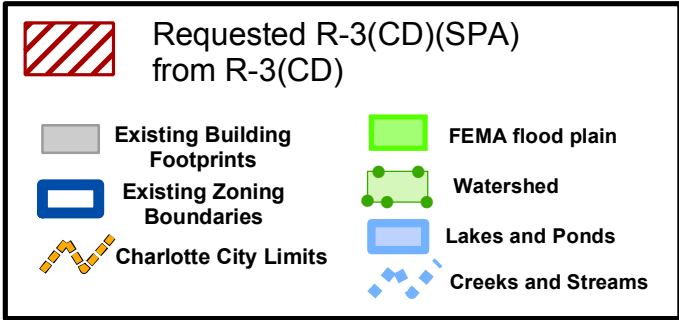 Requested R-3(CD)(SPA)
from R-3(CD)
Existing Building
Footprints
Existing Zoning
Boundaries
Charlotte City Limits
FEMA flood plain
Watershed
Lakes and Ponds
Creeks and Streams